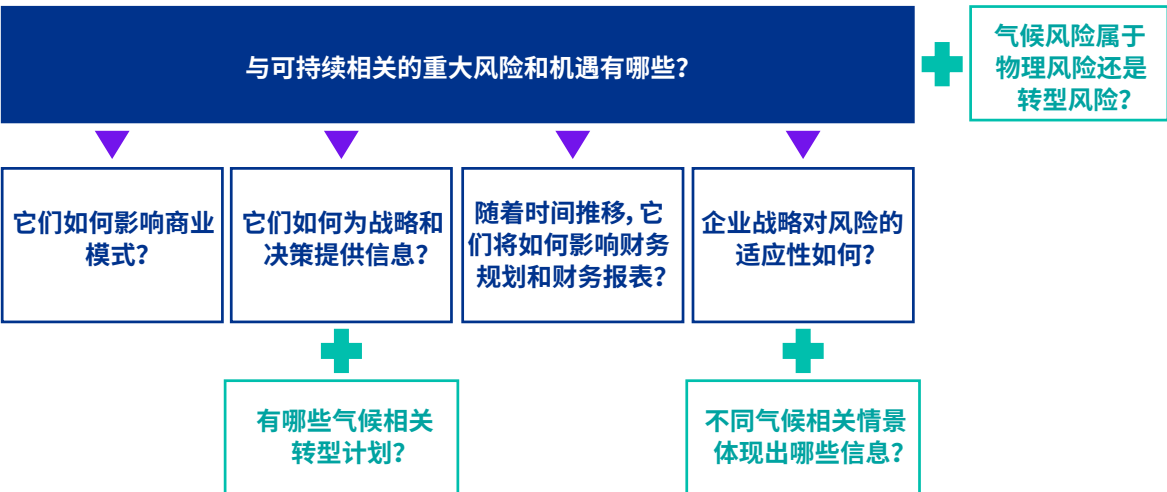 与可持续相关的重大风险和机遇有哪些？
气候风险属于
物理风险还是
转型风险？
它们如何影响商业
模式？
它们如何为战略和
决策提供信息？
随着时间推移，它
们将如何影响财务
规划和财务报表？
企业战略对风险的
适应性如何？
有哪些气候相关
转型计划？
不同气候相关情景
体现出哪些信息？